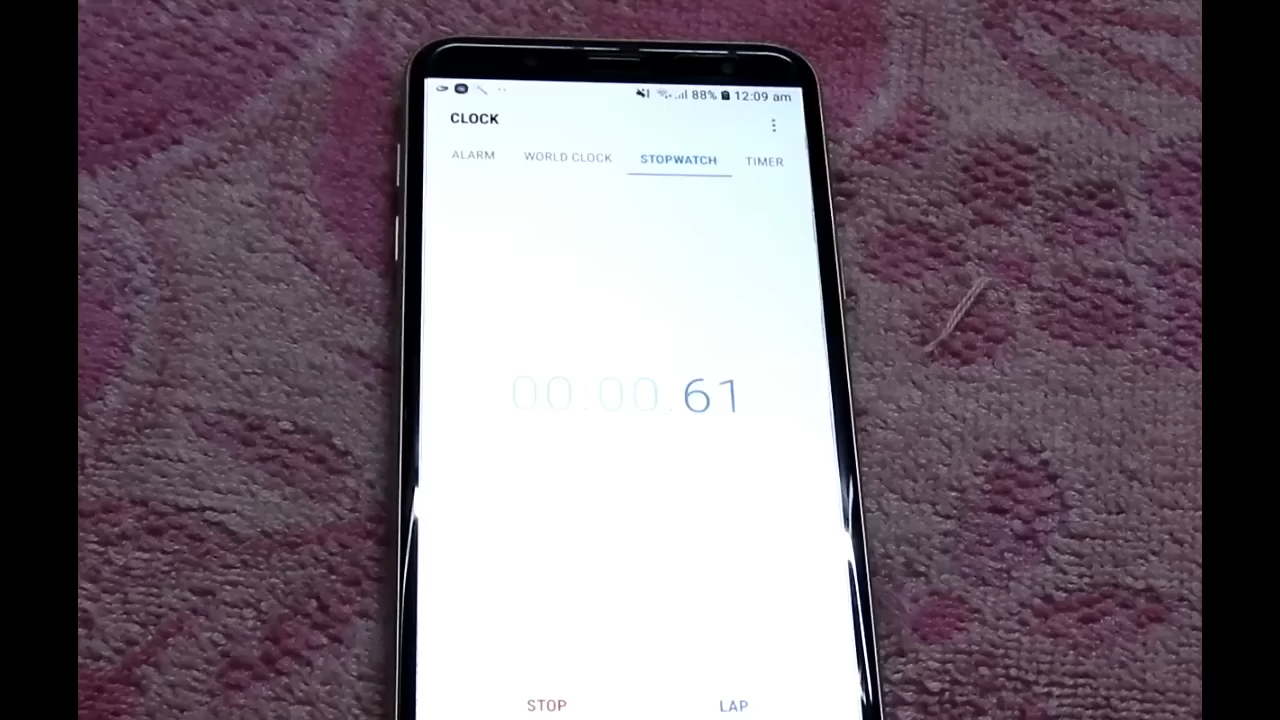 88% 12:09 am
CLOCK
ALARM WORLD CLOCK STOPWATCH TIMER
00:00.61
STOP LAP